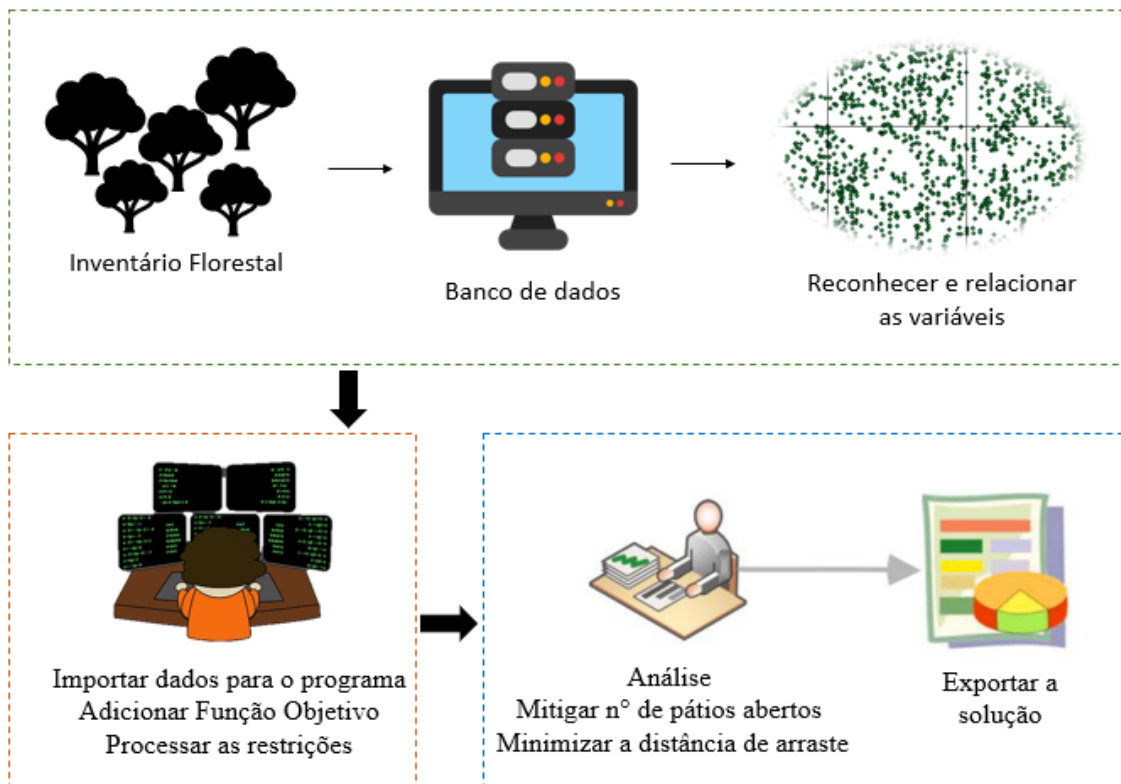 Inventário Florestal
Banco de dados
Reconhecer e relacionar
as variáveis
Importar dados para o programa
Adicionar Função Objetivo
Processar as restrições
Análise
Mitigar n° de pátios abertos
Minimizar a distância de arraste
Exportar a
solução